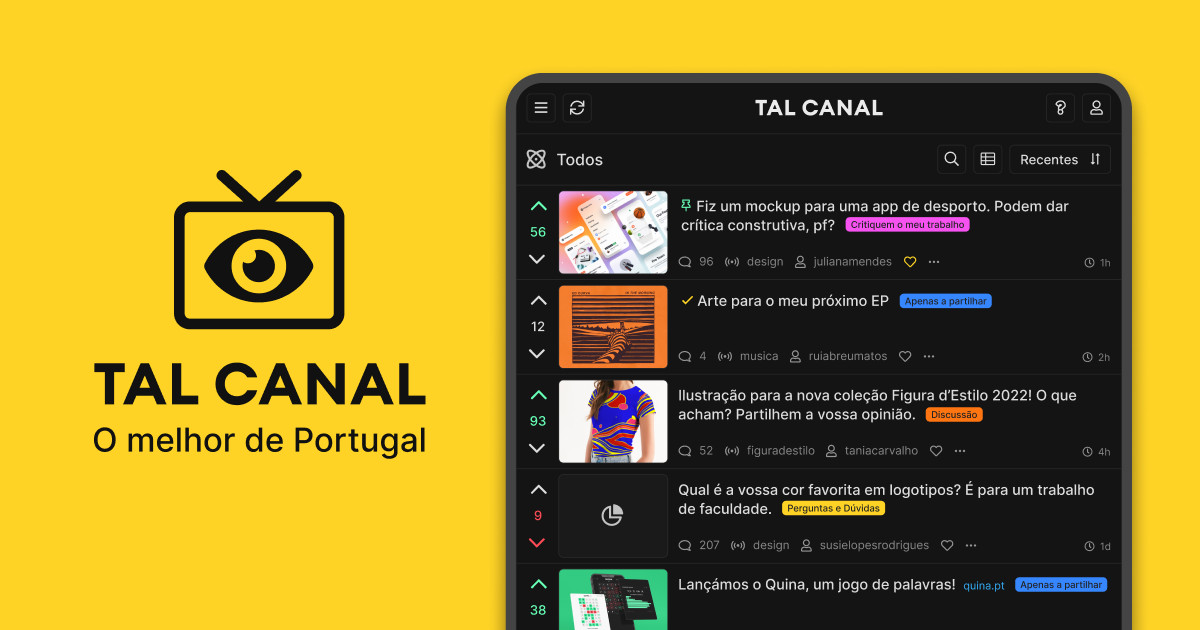 TAL CANAL
O melhor de Portugal
TAL CANAL
Todos
Recentes
56
Fiz um mockup para uma app de desporto. Podem dar
crítica construtiva, pf? Critiquem o meu trabalho
96 design julianamendes 1h
12
Arte para o meu próximo EP Apenas a partilhar
4 musica ruiabreumatos 2h
93
Ilustração para a nova coleção Figura d’Estilo 2022! O que
acham? Partilhem a vossa opinião. Discussão
52 figuradestilo taniacarvalho 4h
9
Qual é a vossa cor favorita em logotipos? É para um trabalho
de faculdade. Perguntas e Dúvidas
207 design susielopesrodrigues 1d
38
Lançámos o Quina, um jogo de palavras! quina.pt Apenas a partilhar